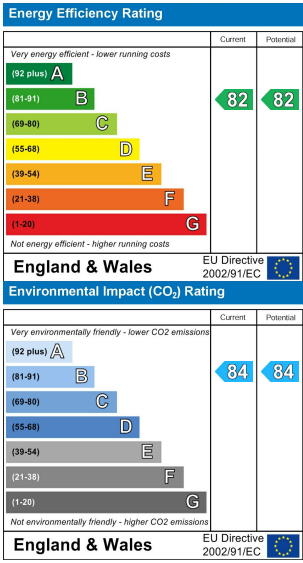 Energy Efficiency Rating
Current Potential
Very energy efficient - lower running costs
(92 plus) A
(81-91) B
82 82
(69-80) C
(55-68) D
(39-54) E
(21-38) F
(1-20) G
Not energy efficient - higher running costs
England & Wales
EU Directive
2002/91/EC
Environmental Impact (CO₂) Rating
Current Potential
Very environmentally friendly - lower CO2 emissions
(92 plus) A
(81-91) B
84 84
(69-80) C
(55-68) D
(39-54) E
(21-38) F
(1-20) G
Not environmentally friendly - higher CO2 emissions
England & Wales
EU Directive
2002/91/EC